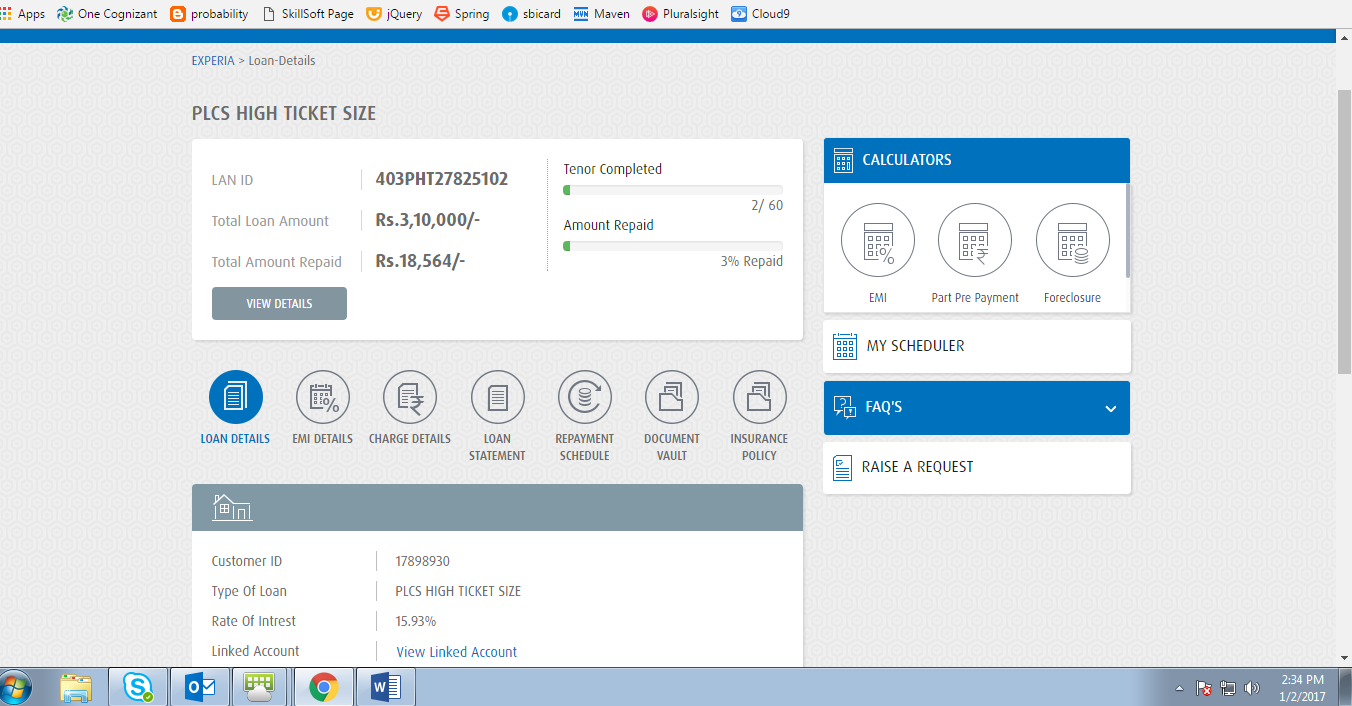 Apps One Cognizant probability SkillSoft Page jQuery Spring sbicard Maven Pluralsight Cloud9
EXPERIA > Loan-Details
PLCS HIGH TICKET SIZE
LAN ID 403PHT27825102
Total Loan Amount Rs.3,10,000/-
Total Amount Repaid Rs.18,564/-
VIEW DETAILS
Tenor Completed
2/ 60
Amount Repaid
3% Repaid
CALCULATORS
EMI Part Pre Payment Foreclosure
MY SCHEDULER
FAQ'S
RAISE A REQUEST
LOAN DETAILS
EMI DETAILS
CHARGE DETAILS
LOAN
STATEMENT
REPAYMENT
SCHEDULE
DOCUMENT
VAULT
INSURANCE
POLICY
Customer ID 17898930
Type Of Loan PLCS HIGH TICKET SIZE
Rate Of Intrest 15.93%
Linked Account View Linked Account
2:34 PM
1/2/2017